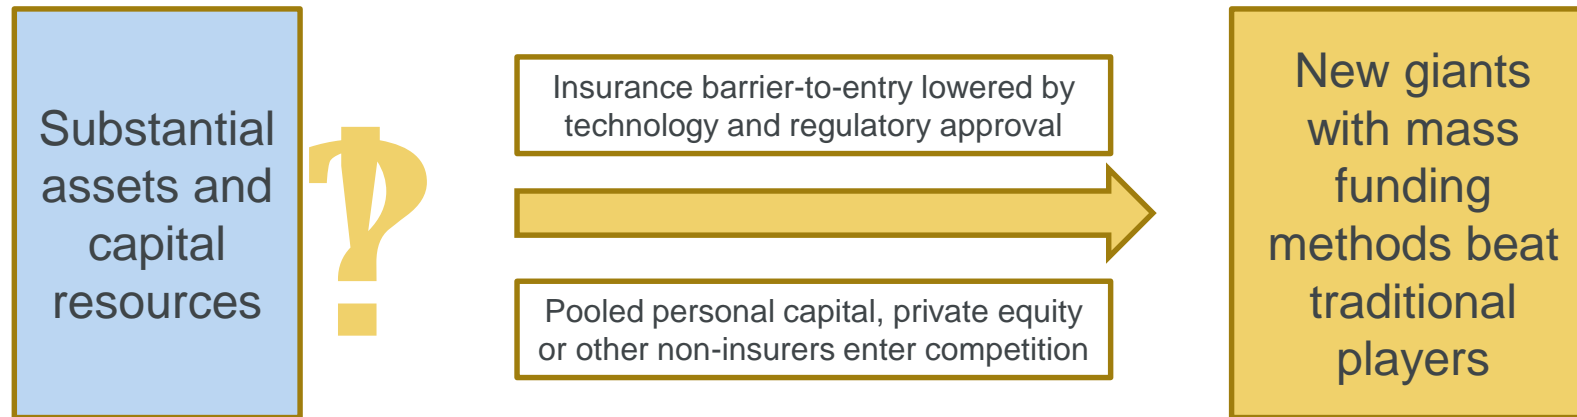 Substantial
assets and
capital
resources
‽
Insurance barrier-to-entry lowered by
technology and regulatory approval
Pooled personal capital, private equity
or other non-insurers enter competition
New giants
with mass
funding
methods beat
traditional
players